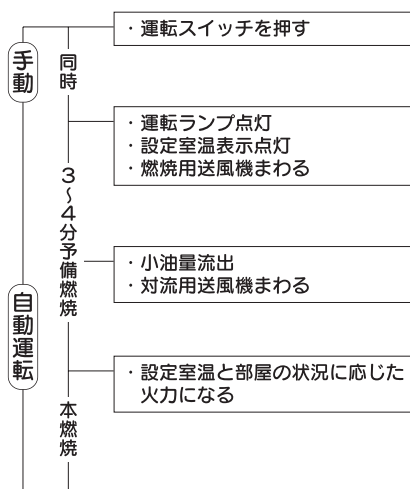 手動
同時
・運転スイッチを押す
・運転ランプ点灯
・設定室温表示点灯
・燃焼用送風機まわる
3〜4分予備燃焼
・小油量流出
・対流用送風機まわる
自動運転
・設定室温と部屋の状況に応じた
火力になる
本燃焼